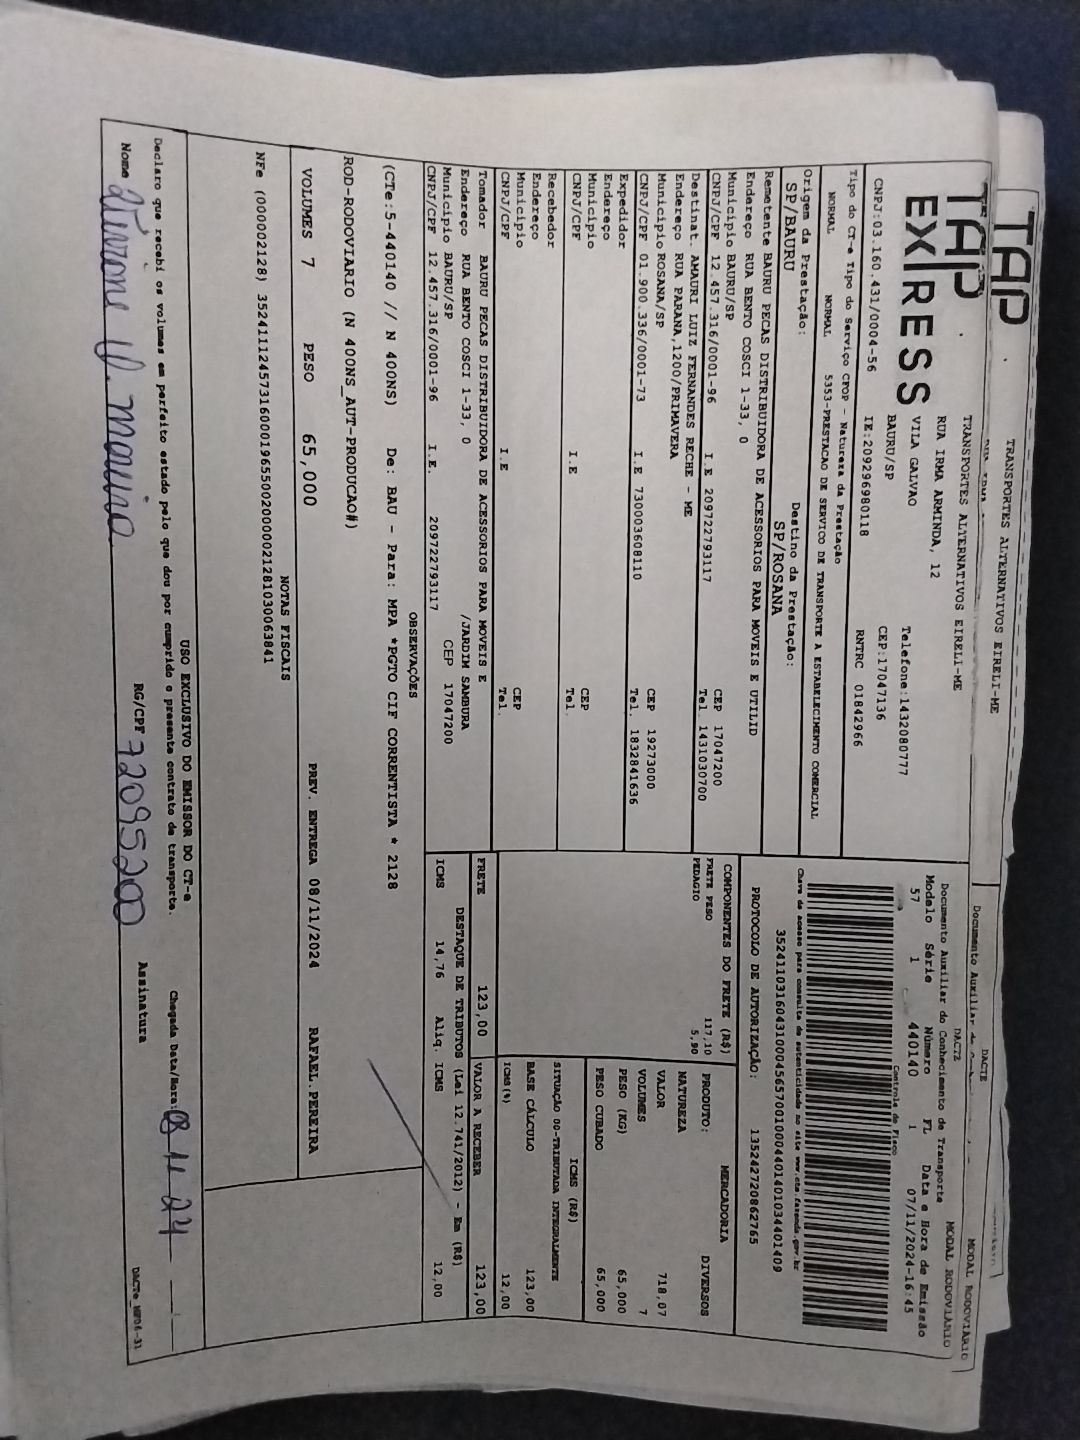 TAP
TRANSPORTES ALTERNATIVOS EIRELI-ME
DACTE
MODAL RODOVIARIO
Documento Auxiliar
TAP
EXPRESS
TRANSPORTES ALTERNATIVOS EIRELI-ME
RUA IRMA ARMINDA, 12
VILA GALVAO
BAURU/SP
Telefone:1432080777
CEP:17047136
CNPJ:03.160.431/0004-56 IE:209296980118 RNTRC 01842966
DACTE MODAL RODOVIÁRIO
Documento Auxiliar do Conhecimento de Transporte
Modelo Série Número FL Data e Hora de Emissão
57 1 440140 1 07/11/2024-16:45
Controle do Fisco
Chave de acesso para consulta de autenticidade no site www.cte.fazenda.gov.br
35241103160431000456570010004401401034401409
PROTOCOLO DE AUTORIZAÇÃO: 135242720862765
Tipo do CT-e Tipo do Serviço CFOP - Natureza da Prestação
NORMAL NORMAL 5353-PRESTACAO DE SERVICO DE TRANSPORTE A ESTABELECIMENTO COMERCIAL
Origem da Prestação: Destino da Prestação:
SP/BAURU SP/ROSANA
Remetente BAURU PECAS DISTRIBUIDORA DE ACESSORIOS PARA MOVEIS E UTILID
Endereço RUA BENTO COSCI 1-33, 0
Município BAURU/SP CEP 17047200
CNPJ/CPF 12.457.316/0001-96 I.E 209722793117 Tel. 1431030700
Destinat. AMAURI LUIZ FERNANDES RECHE - ME
Endereço RUA PARANA,1200/PRIMAVERA
Município ROSANA/SP CEP 19273000
CNPJ/CPF 01.900.336/0001-73 I.E 730003608110 Tel. 1832841636
Expedidor
Endereço
Município CEP
CNPJ/CPF I.E Tel.
Recebedor
Endereço
Município CEP
CNPJ/CPF I.E Tel.
Tomador BAURU PECAS DISTRIBUIDORA DE ACESSORIOS PARA MOVEIS E
Endereço RUA BENTO COSCI 1-33, 0 /JARDIM SAMBURA
Município BAURU/SP CEP 17047200
CNPJ/CPF 12.457.316/0001-96 I.E. 209722793117
COMPONENTES DO FRETE (R$)
FRETE PESO 117,10
PEDAGIO 5,90
MERCADORIA
PRODUTO: DIVERSOS
NATUREZA
VALOR 718,07
VOLUMES 7
PESO (KG) 65,000
PESO CUBADO 65,000
ICMS (R$)
SITUAÇÃO 00-TRIBUTADA INTEGRALMENTE
BASE CÁLCULO 123,00
ICMS(%) 12,00
FRETE 123,00 VALOR A RECEBER 123,00
DESTAQUE DE TRIBUTOS (Lei 12.741/2012) - Em (R$)
ICMS 14,76 Aliq. ICMS 12,00
OBSERVAÇÕES
(CTe:5-440140 // N 400NS) De: BAU - Para: MPA *PGTO CIF CORRENTISTA * 2128
ROD-RODOVIARIO (N 400NS_AUT-PRODUCAO#)
VOLUMES 7 PESO 65,000 PREV. ENTREGA 08/11/2024 RAFAEL.PEREIRA
NOTAS FISCAIS
NFe (000002128) 35241112457316000196550020000021281030063841
USO EXCLUSIVO DO EMISSOR DO CT-e
Declaro que recebi os volumes em perfeito estado pelo que dou por cumprido o presente contrato de transporte. Chegada Data/Hora: 08 11 24
Nome RG/CPF 72095200 Assinatura